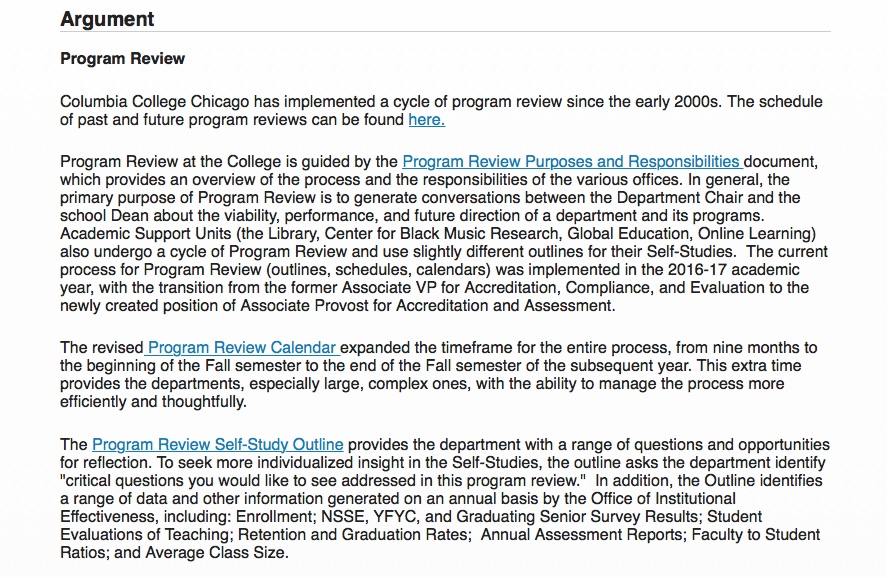 Argument
Program Review
Columbia College Chicago has implemented a cycle of program review since the early 2000s. The schedule
of past and future program reviews can be found here.
Program Review at the College is guided by the Program Review Purposes and Responsibilities document,
which provides an overview of the process and the responsibilities of the various offices. In general, the
primary purpose of Program Review is to generate conversations between the Department Chair and the
school Dean about the viability, performance, and future direction of a department and its programs.
Academic Support Units (the Library, Center for Black Music Research, Global Education, Online Learning)
also undergo a cycle of Program Review and use slightly different outlines for their Self-Studies.  The current
process for Program Review (outlines, schedules, calendars) was implemented in the 2016-17 academic
year, with the transition from the former Associate VP for Accreditation, Compliance, and Evaluation to the
newly created position of Associate Provost for Accreditation and Assessment.
The revised Program Review Calendar expanded the timeframe for the entire process, from nine months to
the beginning of the Fall semester to the end of the Fall semester of the subsequent year. This extra time
provides the departments, especially large, complex ones, with the ability to manage the process more
efficiently and thoughtfully.
The Program Review Self-Study Outline provides the department with a range of questions and opportunities
for reflection. To seek more individualized insight in the Self-Studies, the outline asks the department identify
"critical questions you would like to see addressed in this program review."  In addition, the Outline identifies
a range of data and other information generated on an annual basis by the Office of Institutional
Effectiveness, including: Enrollment; NSSE, YFYC, and Graduating Senior Survey Results; Student
Evaluations of Teaching; Retention and Graduation Rates;  Annual Assessment Reports; Faculty to Student
Ratios; and Average Class Size.